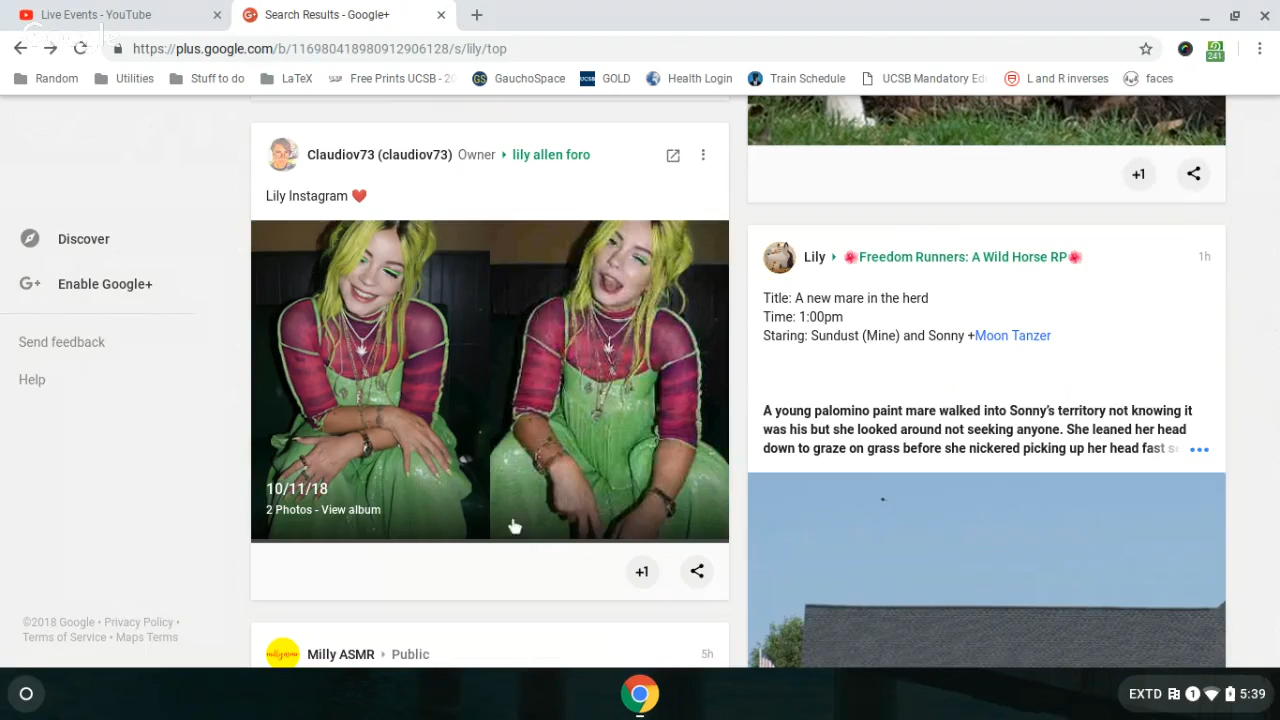 Live Events - YouTube
Search Results - Google+
https://plus.google.com/b/116980418980912906128/s/lily/top
241
Random
Utilities
Stuff to do
LaTeX
Free Prints UCSB - 20
GauchoSpace
GOLD
Health Login
Train Schedule
UCSB Mandatory Ed
L and R inverses
faces
Discover
G+ Enable Google+
Send feedback
Help
©2018 Google • Privacy Policy •
Terms of Service • Maps Terms
Claudiov73 (claudiov73) Owner lily allen foro
Lily Instagram ❤️
10/11/18
2 Photos - View album
+1
Milly ASMR Public
5h
+1
Lily 🌸Freedom Runners: A Wild Horse RP🌸
1h
Title: A new mare in the herd
Time: 1:00pm
Staring: Sundust (Mine) and Sonny +Moon Tanzer
A young palomino paint mare walked into Sonny's territory not knowing it
was his but she looked around not seeking anyone. She leaned her head
down to graze on grass before she nickered picking up her head fast
EXTD
1
5:39